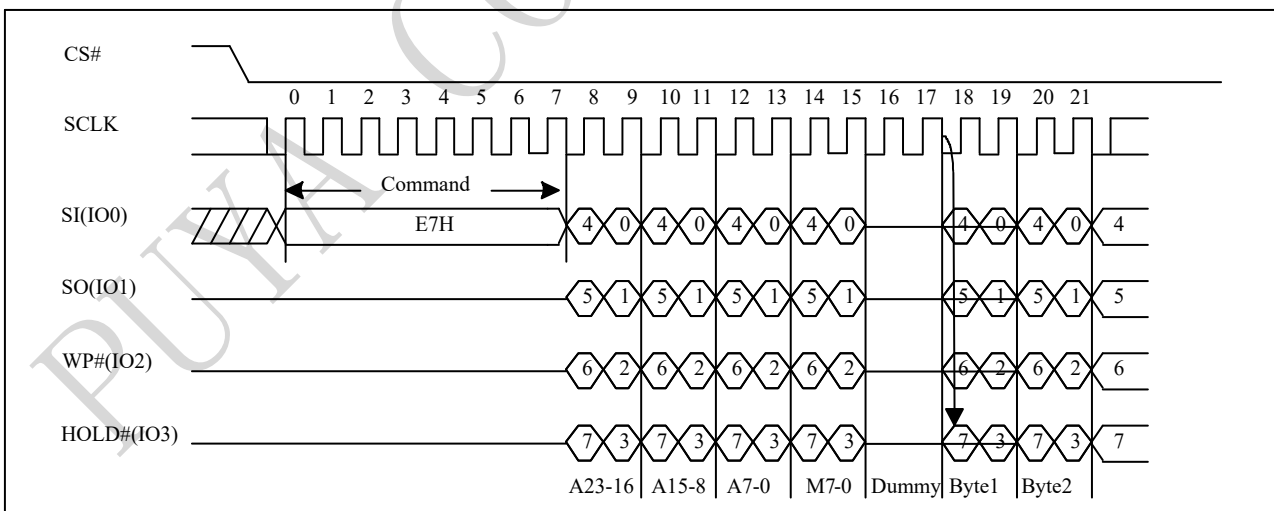 PUYA CO
CS#
0 1 2 3 4 5 6 7 8 9 10 11 12 13 14 15 16 17 18 19 20 21
SCLK
Command
SI(IO0) E7H 4 0 4 0 4 0 4 0 4 0 4 0 4
SO(IO1) 5 1 5 1 5 1 5 1 5 1 5 1 5
WP#(IO2) 6 2 6 2 6 2 6 2 6 2 6 2 6
HOLD#(IO3) 7 3 7 3 7 3 7 3 7 3 7 3 7
A23-16 A15-8 A7-0 M7-0 Dummy Byte1 Byte2